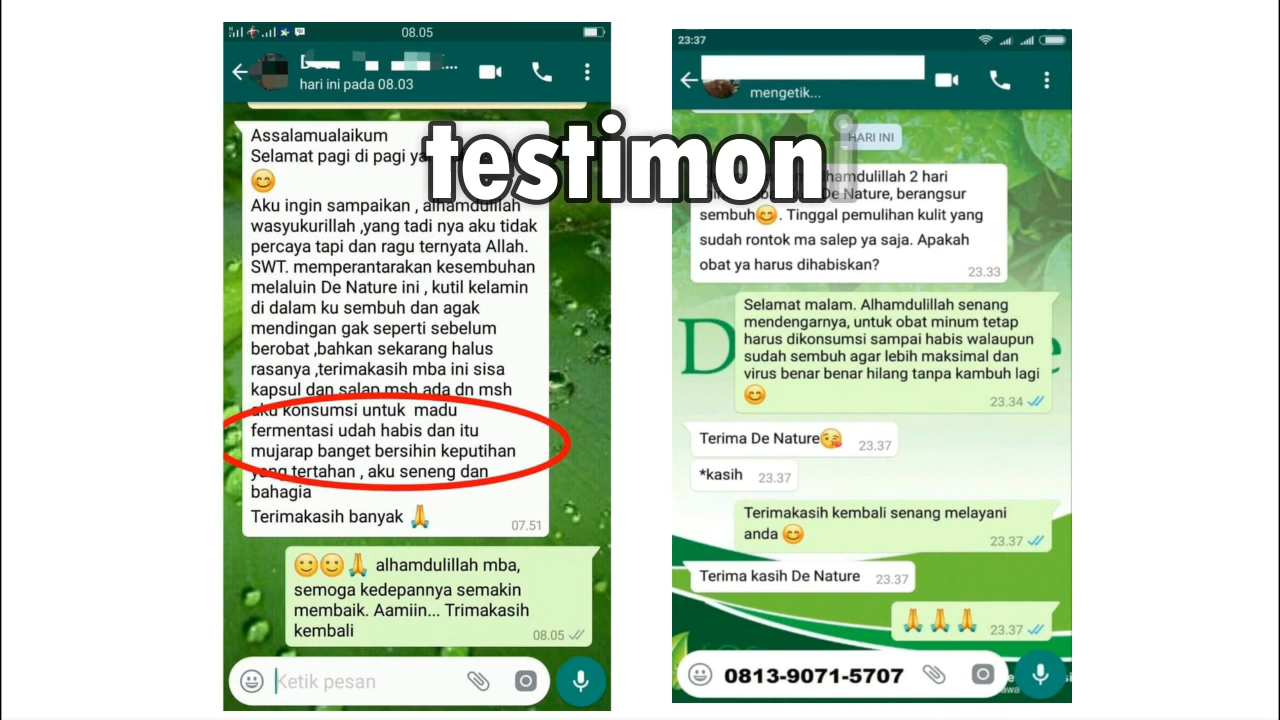 08.05
hari ini pada 08.03
testimoni
Assalamualaikum
Selamat pagi di pagi
Aku ingin sampaikan , alhamdulilah
wasyukurillah ,yang tadi nya aku tidak
percaya tapi dan ragu ternyata Allah.
SWT. memperantarakan kesembuhan
melaluin De Nature ini , kutil kelamin
di dalam ku sembuh dan agak
mendingan gak seperti sebelum
berobat ,bahkan sekarang halus
rasanya ,terimakasih mba ini sisa
kapsul dan salap msh ada dn msh
aku konsumsi untuk madu
fermentasi udah habis dan itu
mujarap banget bersihin keputihan
yang tertahan , aku seneng dan
bahagia
Terimakasih banyak
07.51
alhamdulillah mba,
semoga kedepannya semakin
membaik. Aamiin... Trimakasih
kembali
08.05
Ketik pesan
23:37
mengetik...
HARI INI
2 hari
De Nature, berangsur
sembuh. Tinggal pemulihan kulit yang
sudah rontok ma salep ya saja. Apakah
obat ya harus dihabiskan?
23.33
Selamat malam. Alhamdulillah senang
mendengarnya, untuk obat minum tetap
harus dikonsumsi sampai habis walaupun
sudah sembuh agar lebih maksimal dan
virus benar benar hilang tanpa kambuh lagi
23.34
Terima De Nature
23.37
*kasih
23.37
Terimakasih kembali senang melayani
anda
23.37
Terima kasih De Nature
23.37
23.37
0813-9071-5707